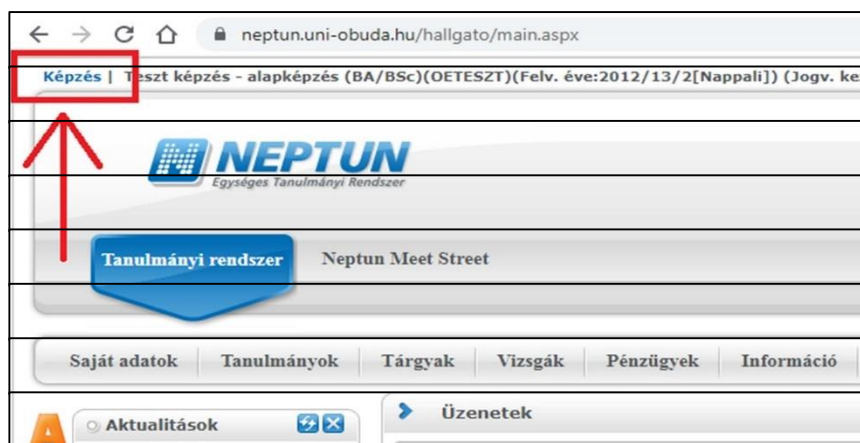 neptun.uni-obuda.hu/hallgato/main.aspx
Képzés | Teszt képzés - alapképzés (BA/BSc)(OETESZT)(Felv. éve:2012/13/2[Nappali]) (Jogv. ke
NEPTUN
Egységes Tanulmányi Rendszer
Tanulmányi rendszer Neptun Meet Street
Saját adatok Tanulmányok Tárgyak Vizsgák Pénzügyek Információ
Aktualitások Üzenetek